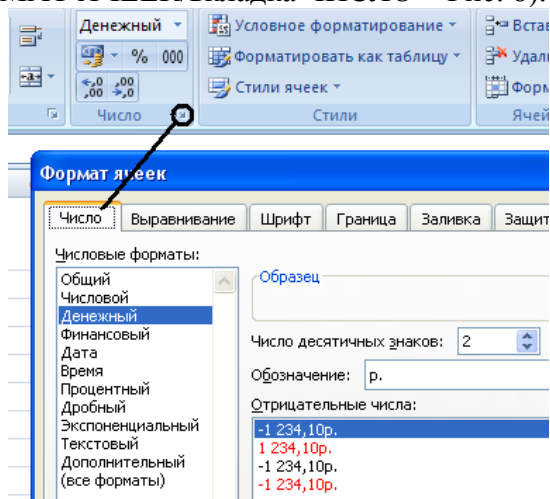 Денежный
Условное форматирование
Вста
% 000
Форматировать как таблицу
Удал
,0 ,00
,00 ,0
Стили ячеек
Форм
Число
Стили
Ячей
Формат ячеек
Число
Выравнивание
Шрифт
Граница
Заливка
Защит
Числовые форматы:
Общий
Числовой
Денежный
Финансовый
Дата
Время
Процентный
Дробный
Экспоненциальный
Текстовый
Дополнительный
(все форматы)
Образец
Число десятичных знаков: 2
Обозначение: р.
Отрицательные числа:
-1 234,10р.
1 234,10р.
-1 234,10р.
-1 234,10р.